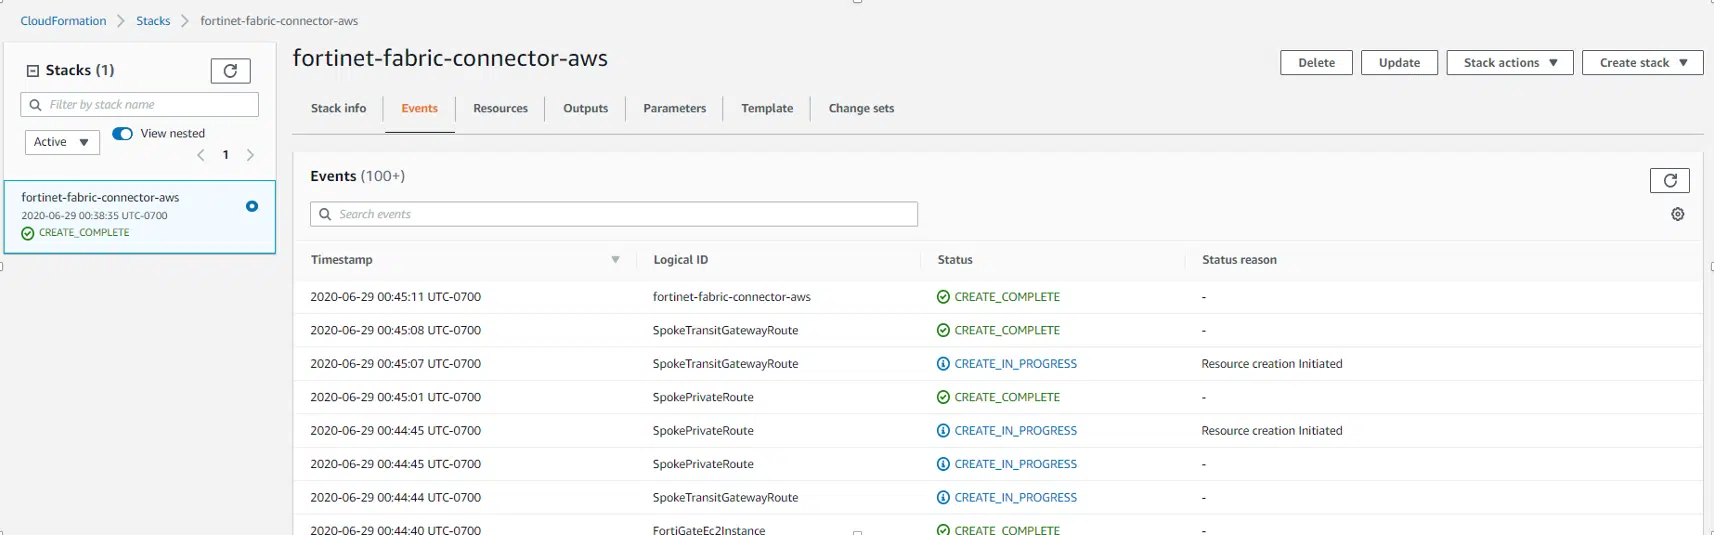 CloudFormation > Stacks > fortinet-fabric-connector-aws
Stacks (1)
Filter by stack name
Active
View nested
1
fortinet-fabric-connector-aws
2020-06-29 00:38:35 UTC-0700
CREATE_COMPLETE
fortinet-fabric-connector-aws
Delete Update Stack actions Create stack
Stack info Events Resources Outputs Parameters Template Change sets
Events (100+)
Search events
Timestamp Logical ID Status Status reason
2020-06-29 00:45:11 UTC-0700 fortinet-fabric-connector-aws CREATE_COMPLETE -
2020-06-29 00:45:08 UTC-0700 SpokeTransitGatewayRoute CREATE_COMPLETE -
2020-06-29 00:45:07 UTC-0700 SpokeTransitGatewayRoute CREATE_IN_PROGRESS Resource creation Initiated
2020-06-29 00:45:01 UTC-0700 SpokePrivateRoute CREATE_COMPLETE -
2020-06-29 00:44:45 UTC-0700 SpokePrivateRoute CREATE_IN_PROGRESS Resource creation Initiated
2020-06-29 00:44:45 UTC-0700 SpokePrivateRoute CREATE_IN_PROGRESS -
2020-06-29 00:44:44 UTC-0700 SpokeTransitGatewayRoute CREATE_IN_PROGRESS -
2020-06-29 00:44:40 UTC-0700 FortiGateEc2Instance CREATE_COMPLETE -